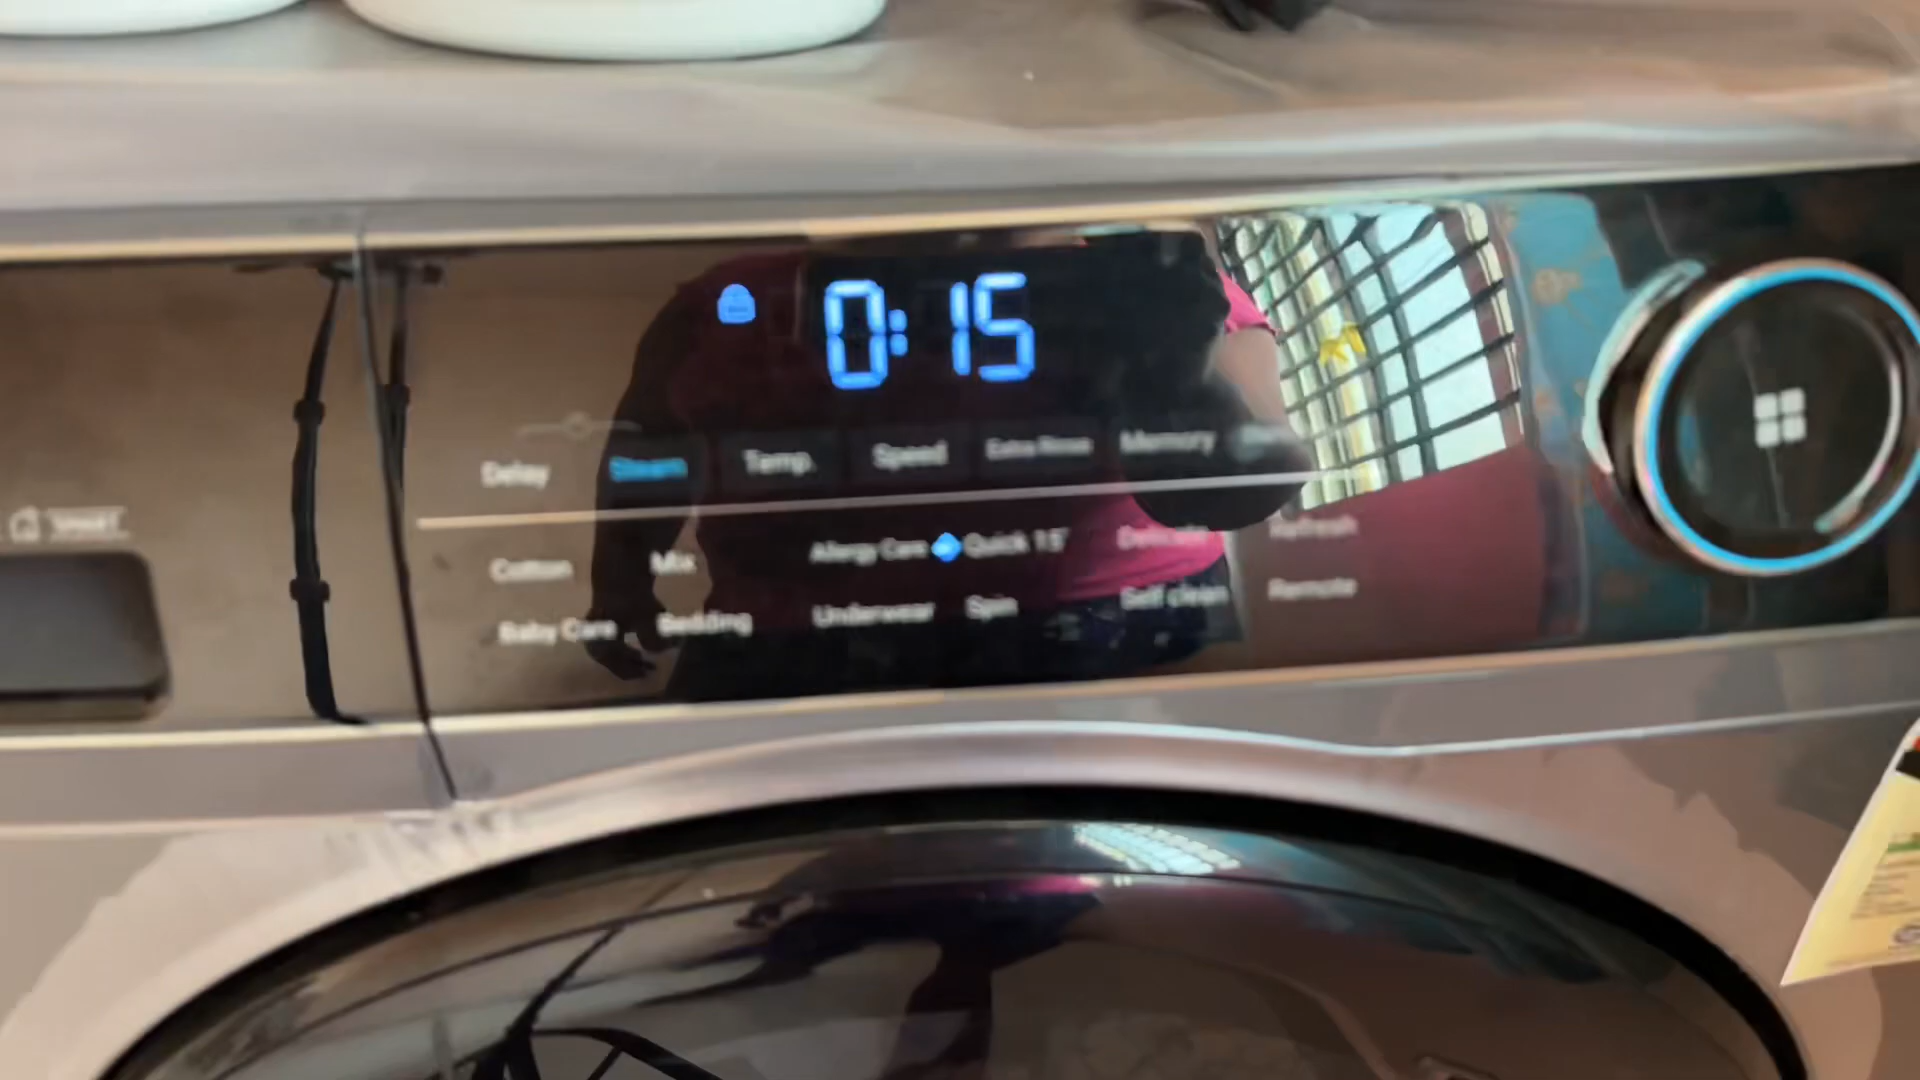 0:15
Delay Steam Temp. Speed Extra Rinse Memory
SMART
Cotton Mix Allergy Care Quick 15' Delicate Refresh
Baby Care Bedding Underwear Spin Self clean Remote